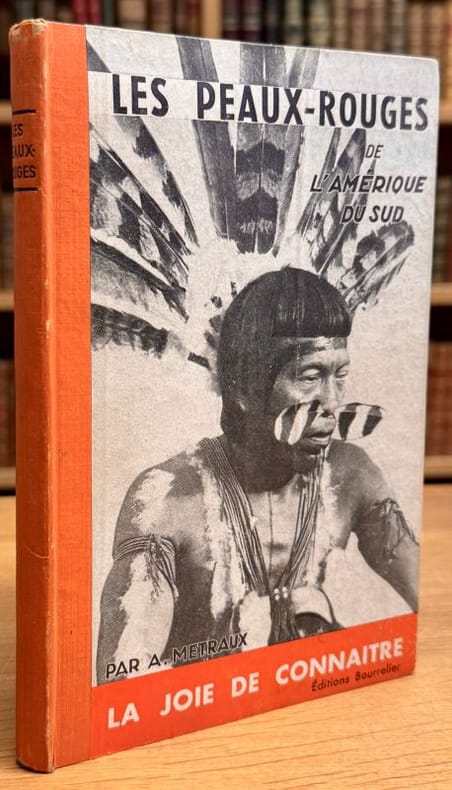 LES
PEAUX-
ROUGES
LES PEAUX-ROUGES
DE
L'AMÉRIQUE
DU SUD
PAR A. METRAUX
LA JOIE DE CONNAITRE
Éditions Bourrelier